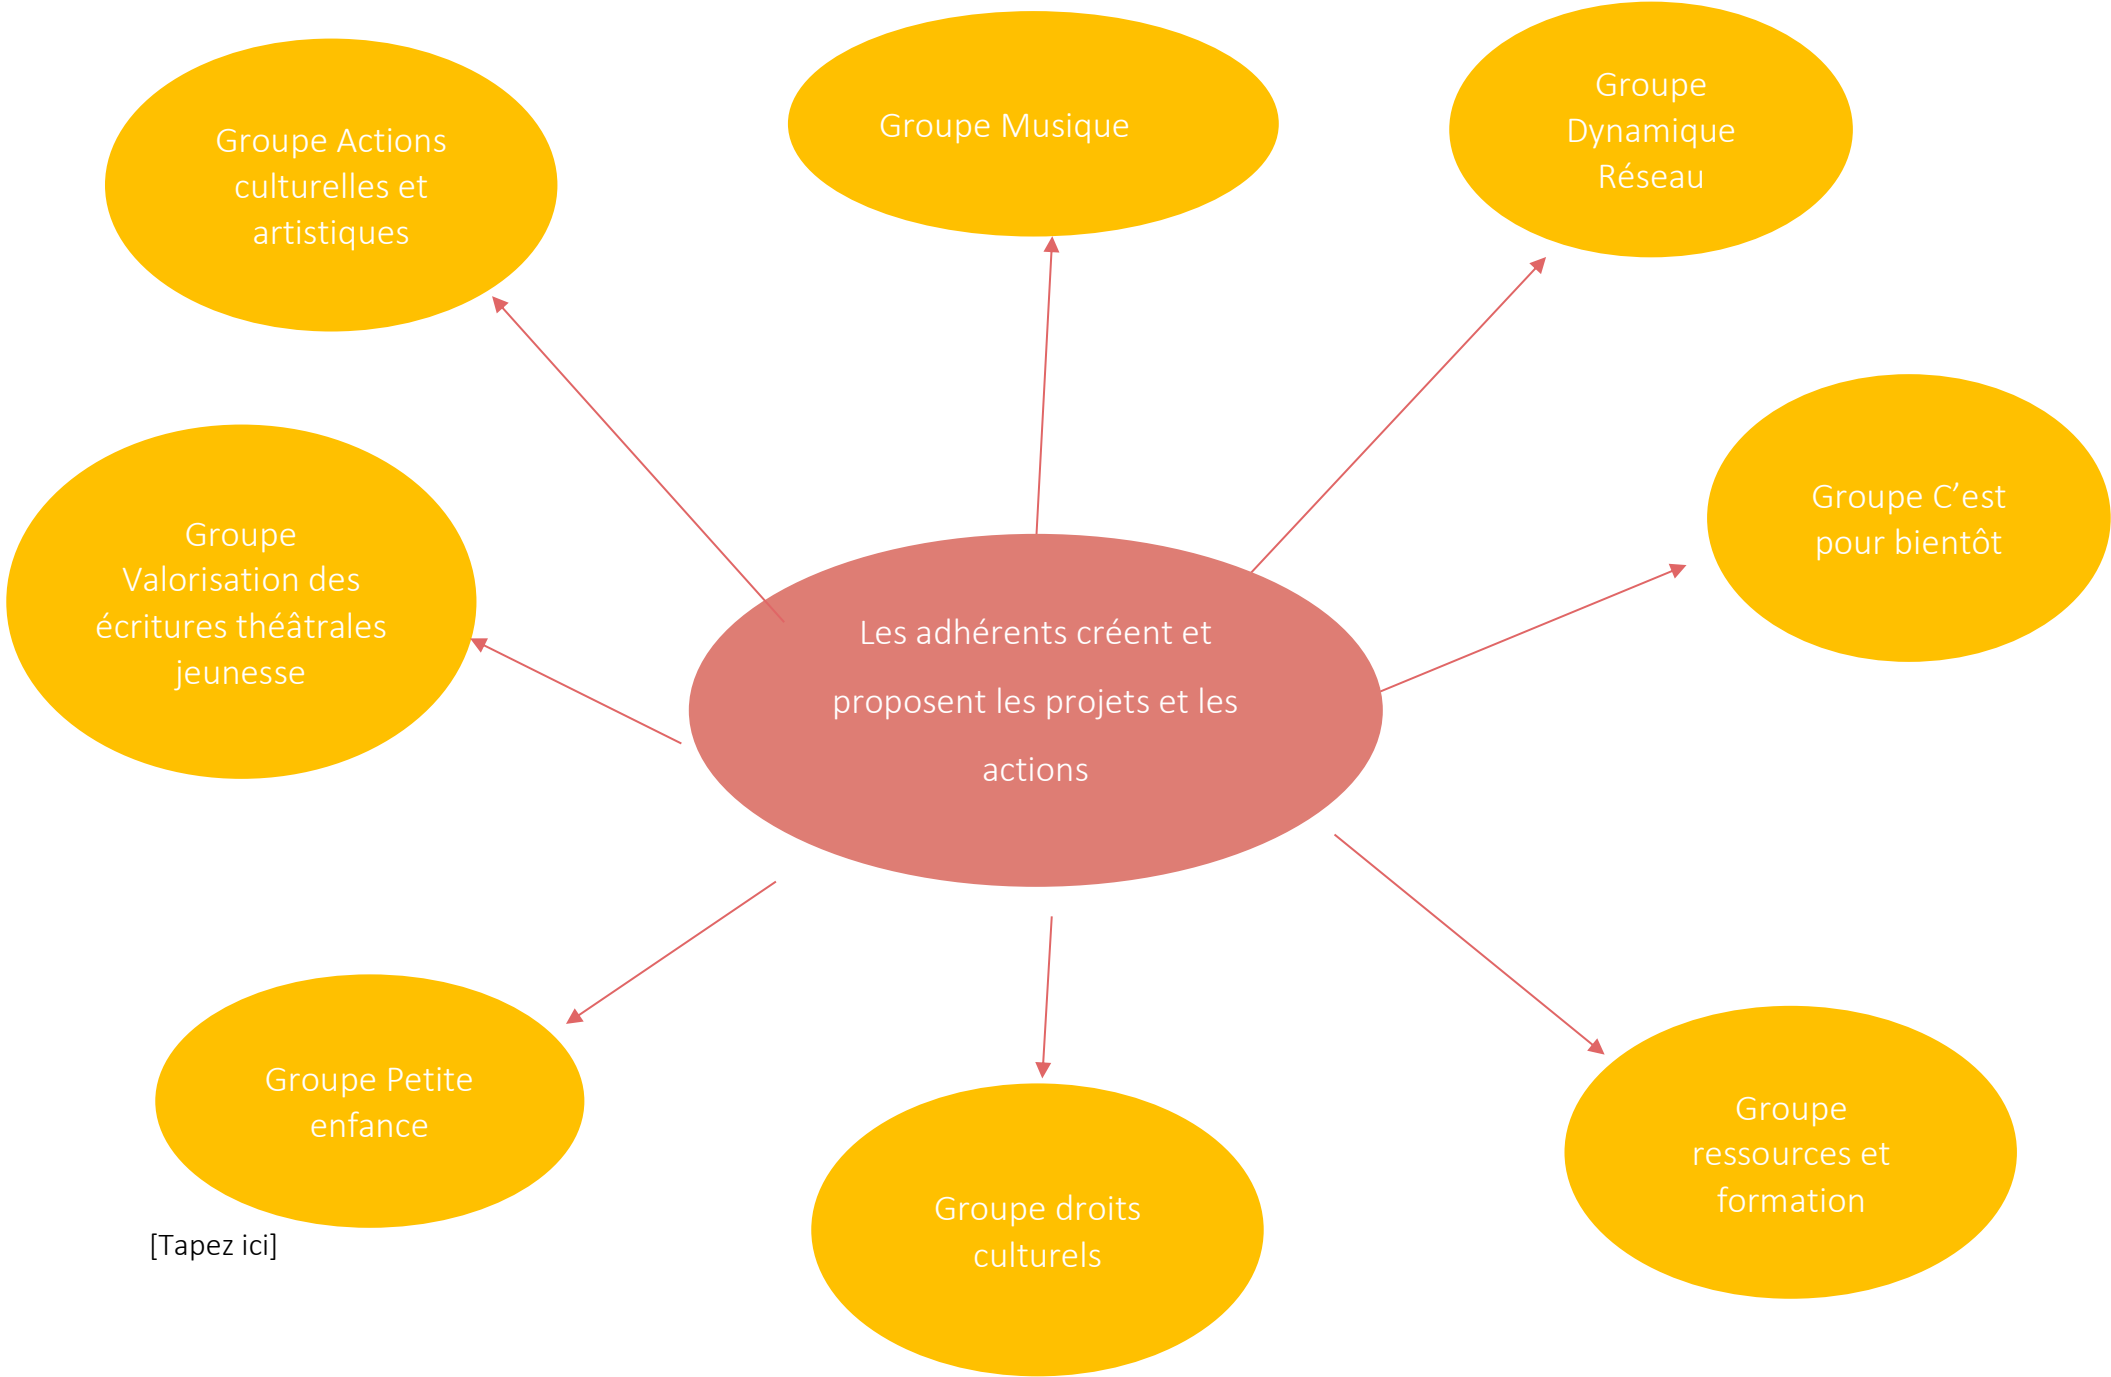 Groupe Actions
culturelles et
artistiques
Groupe Musique
Groupe
Dynamique
Réseau
Groupe C’est
pour bientôt
Groupe
Valorisation des
écritures théâtrales
jeunesse
Les adhérents créent et
proposent les projets et les
actions
Groupe Petite
enfance
[Tapez ici]
Groupe droits
culturels
Groupe
ressources et
formation